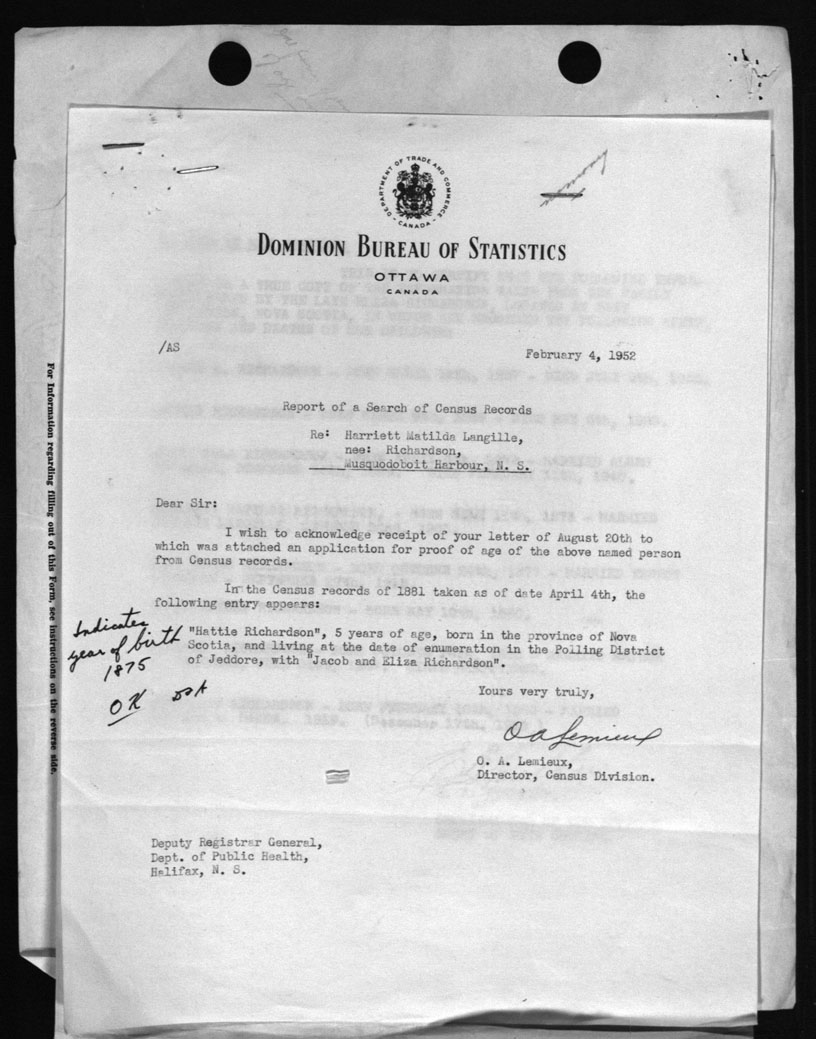 DEPARTMENT OF TRADE AND COMMERCE
CANADA
DOMINION BUREAU OF STATISTICS
OTTAWA
CANADA
/AS
February 4, 1952
Report of a Search of Census Records
Re: Harriett Matilda Langille,
nee: Richardson,
Musquodoboit Harbour, N. S.
Dear Sir:
I wish to acknowledge receipt of your letter of August 20th to
which was attached an application for proof of age of the above named person
from Census records.
In the Census records of 1881 taken as of date April 4th, the
following entry appears:
"Hattie Richardson", 5 years of age, born in the province of Nova
Scotia, and living at the date of enumeration in the Polling District
of Jeddore, with "Jacob and Eliza Richardson".
Indicates
year of birth
1875
OK
Yours very truly,
O A Lemieux
O. A. Lemieux,
Director, Census Division.
Deputy Registrar General,
Dept. of Public Health,
Halifax, N. S.
For Information regarding filling out of this Form, see instructions on the reverse side.